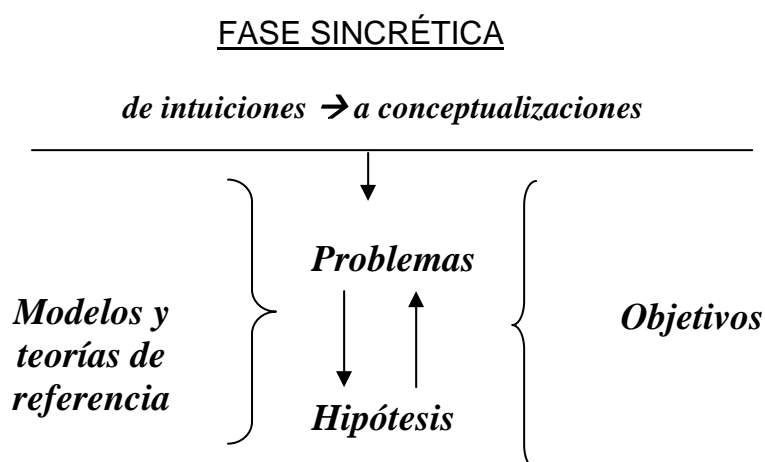 FASE SINCRÉTICA
de intuiciones → a conceptualizaciones
Problemas
Modelos y
teorías de
referencia
Objetivos
Hipótesis